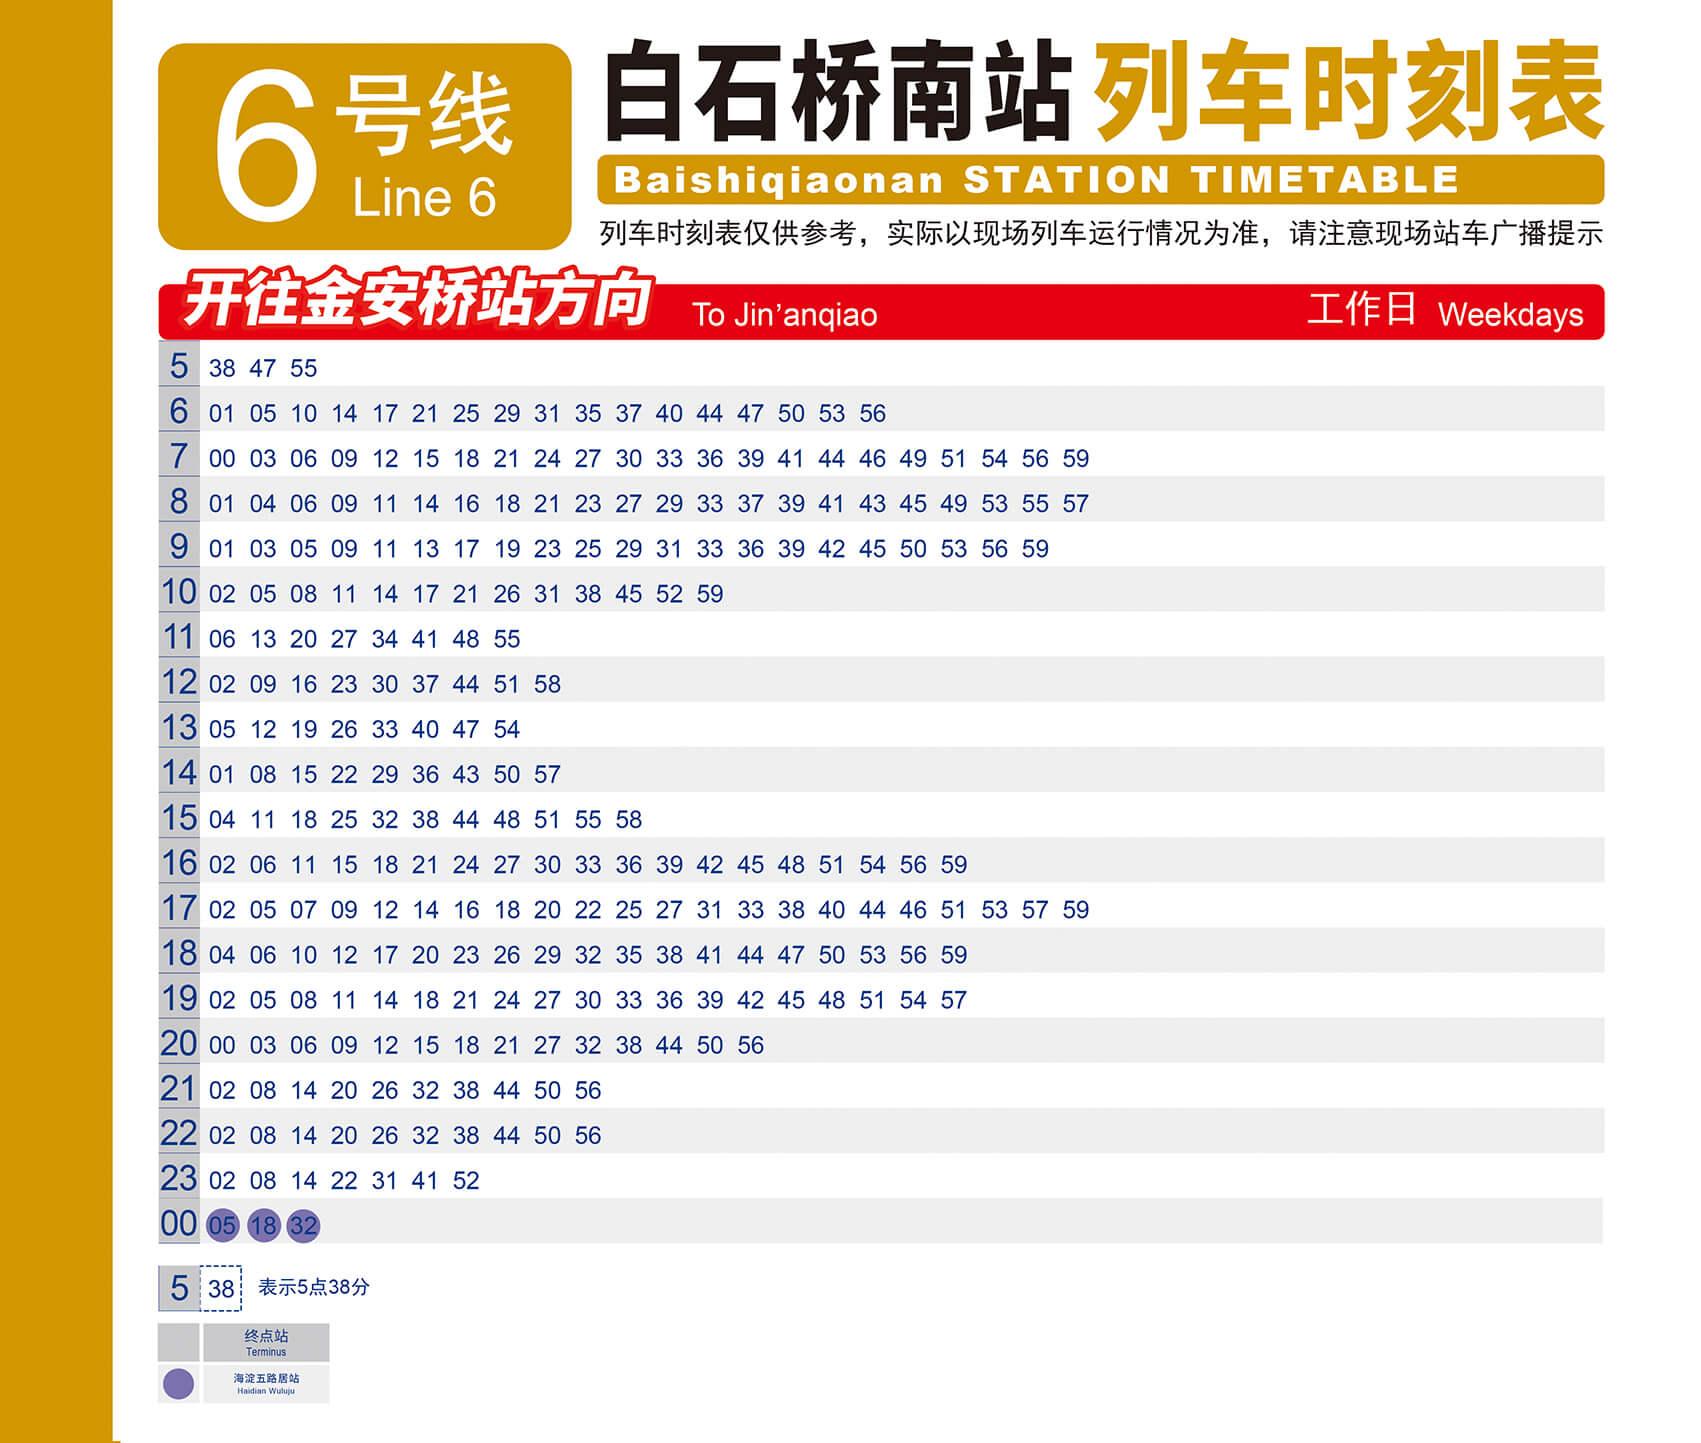 6号线
Line 6
白石桥南站 列车时刻表
Baishiqiaonan STATION TIMETABLE
列车时刻表仅供参考，实际以现场列车运行情况为准，请注意现场站车广播提示
开往金安桥站方向 To Jin’anqiao 工作日 Weekdays
5 38 47 55
6 01 05 10 14 17 21 25 29 31 35 37 40 44 47 50 53 56
7 00 03 06 09 12 15 18 21 24 27 30 33 36 39 41 44 46 49 51 54 56 59
8 01 04 06 09 11 14 16 18 21 23 27 29 33 37 39 41 43 45 49 53 55 57
9 01 03 05 09 11 13 17 19 23 25 29 31 33 36 39 42 45 50 53 56 59
10 02 05 08 11 14 17 21 26 31 38 45 52 59
11 06 13 20 27 34 41 48 55
12 02 09 16 23 30 37 44 51 58
13 05 12 19 26 33 40 47 54
14 01 08 15 22 29 36 43 50 57
15 04 11 18 25 32 38 44 48 51 55 58
16 02 06 11 15 18 21 24 27 30 33 36 39 42 45 48 51 54 56 59
17 02 05 07 09 12 14 16 18 20 22 25 27 31 33 38 40 44 46 51 53 57 59
18 04 06 10 12 17 20 23 26 29 32 35 38 41 44 47 50 53 56 59
19 02 05 08 11 14 18 21 24 27 30 33 36 39 42 45 48 51 54 57
20 00 03 06 09 12 15 18 21 27 32 38 44 50 56
21 02 08 14 20 26 32 38 44 50 56
22 02 08 14 20 26 32 38 44 50 56
23 02 08 14 22 31 41 52
00 05 18 32
5 38 表示5点38分
终点站
Terminus
海淀五路居站
Haidian Wuluju